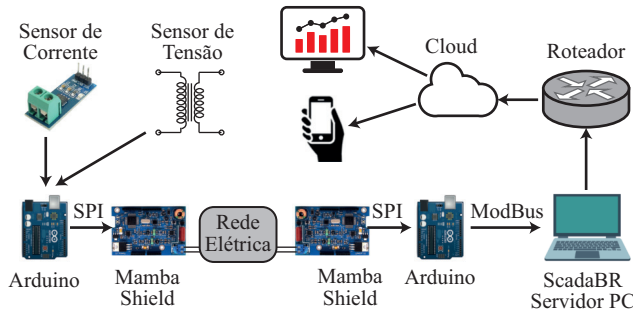 Sensor de
Corrente
Sensor de
Tensão
Cloud
Roteador
SPI
Rede
Elétrica
SPI
ModBus
Arduino
Mamba
Shield
Mamba
Shield
Arduino
ScadaBR
Servidor PC